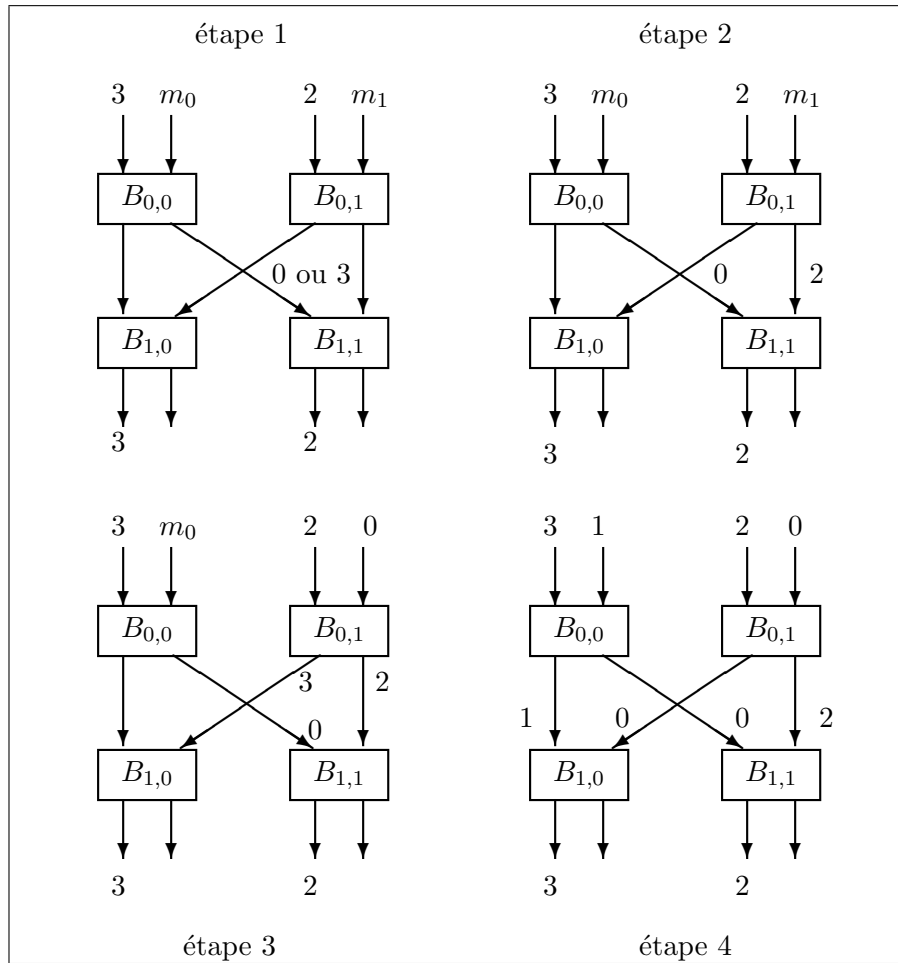 étape 1 étape 2
3 m₀ 2 m₁ 3 m₀ 2 m₁
B₀,₀ B₀,₁ B₀,₀ B₀,₁
0 ou 3 0 2
B₁,₀ B₁,₁ B₁,₀ B₁,₁
3 2 3 2
3 m₀ 2 0 3 1 2 0
B₀,₀ B₀,₁ B₀,₀ B₀,₁
3 2
0 1 0 0 2
B₁,₀ B₁,₁ B₁,₀ B₁,₁
3 2 3 2
étape 3 étape 4